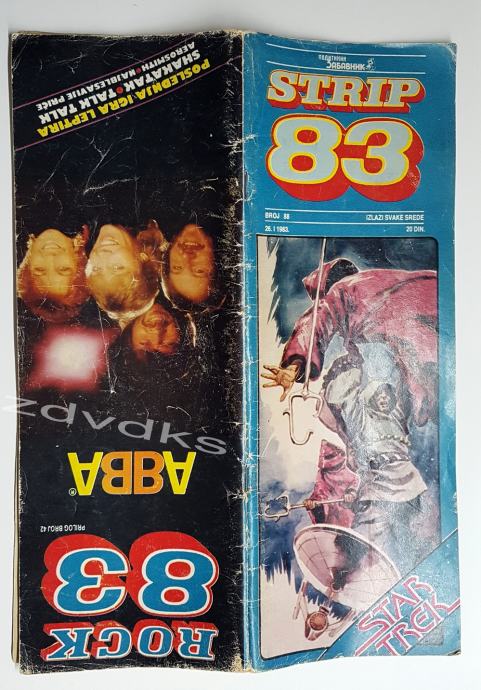 ПОЛИТИКИН
ЗАБАВНИК
STRIP
83
BROJ 88
IZLAZI SVAKE SREDE
26. I 1983.
20 DIN.
STAR
TREK
ROCK
83
PRILOG BROJ 42
ABBA®
POSLEDNJA IGRA LEPTIRA
SHAKATAK • TALK TALK
AEROSMITH • NAJBLESAVIJE PRIČE
zdvdks